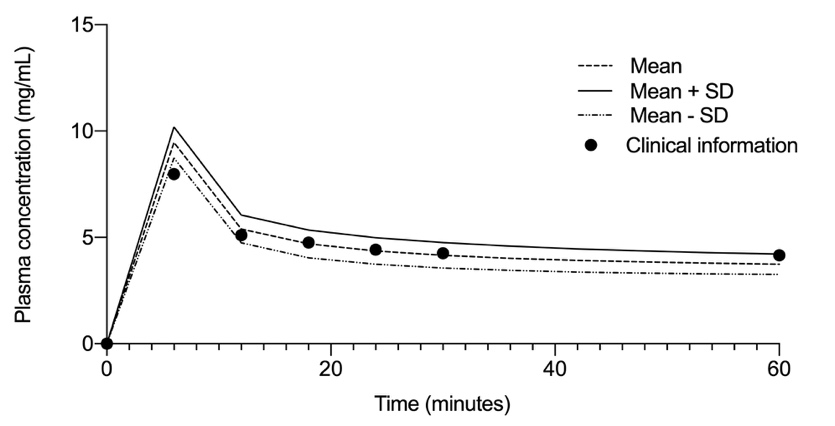 15
10
5
0
Plasma concentration (mg/mL)
Mean
Mean + SD
Mean - SD
Clinical information
0
20
40
60
Time (minutes)